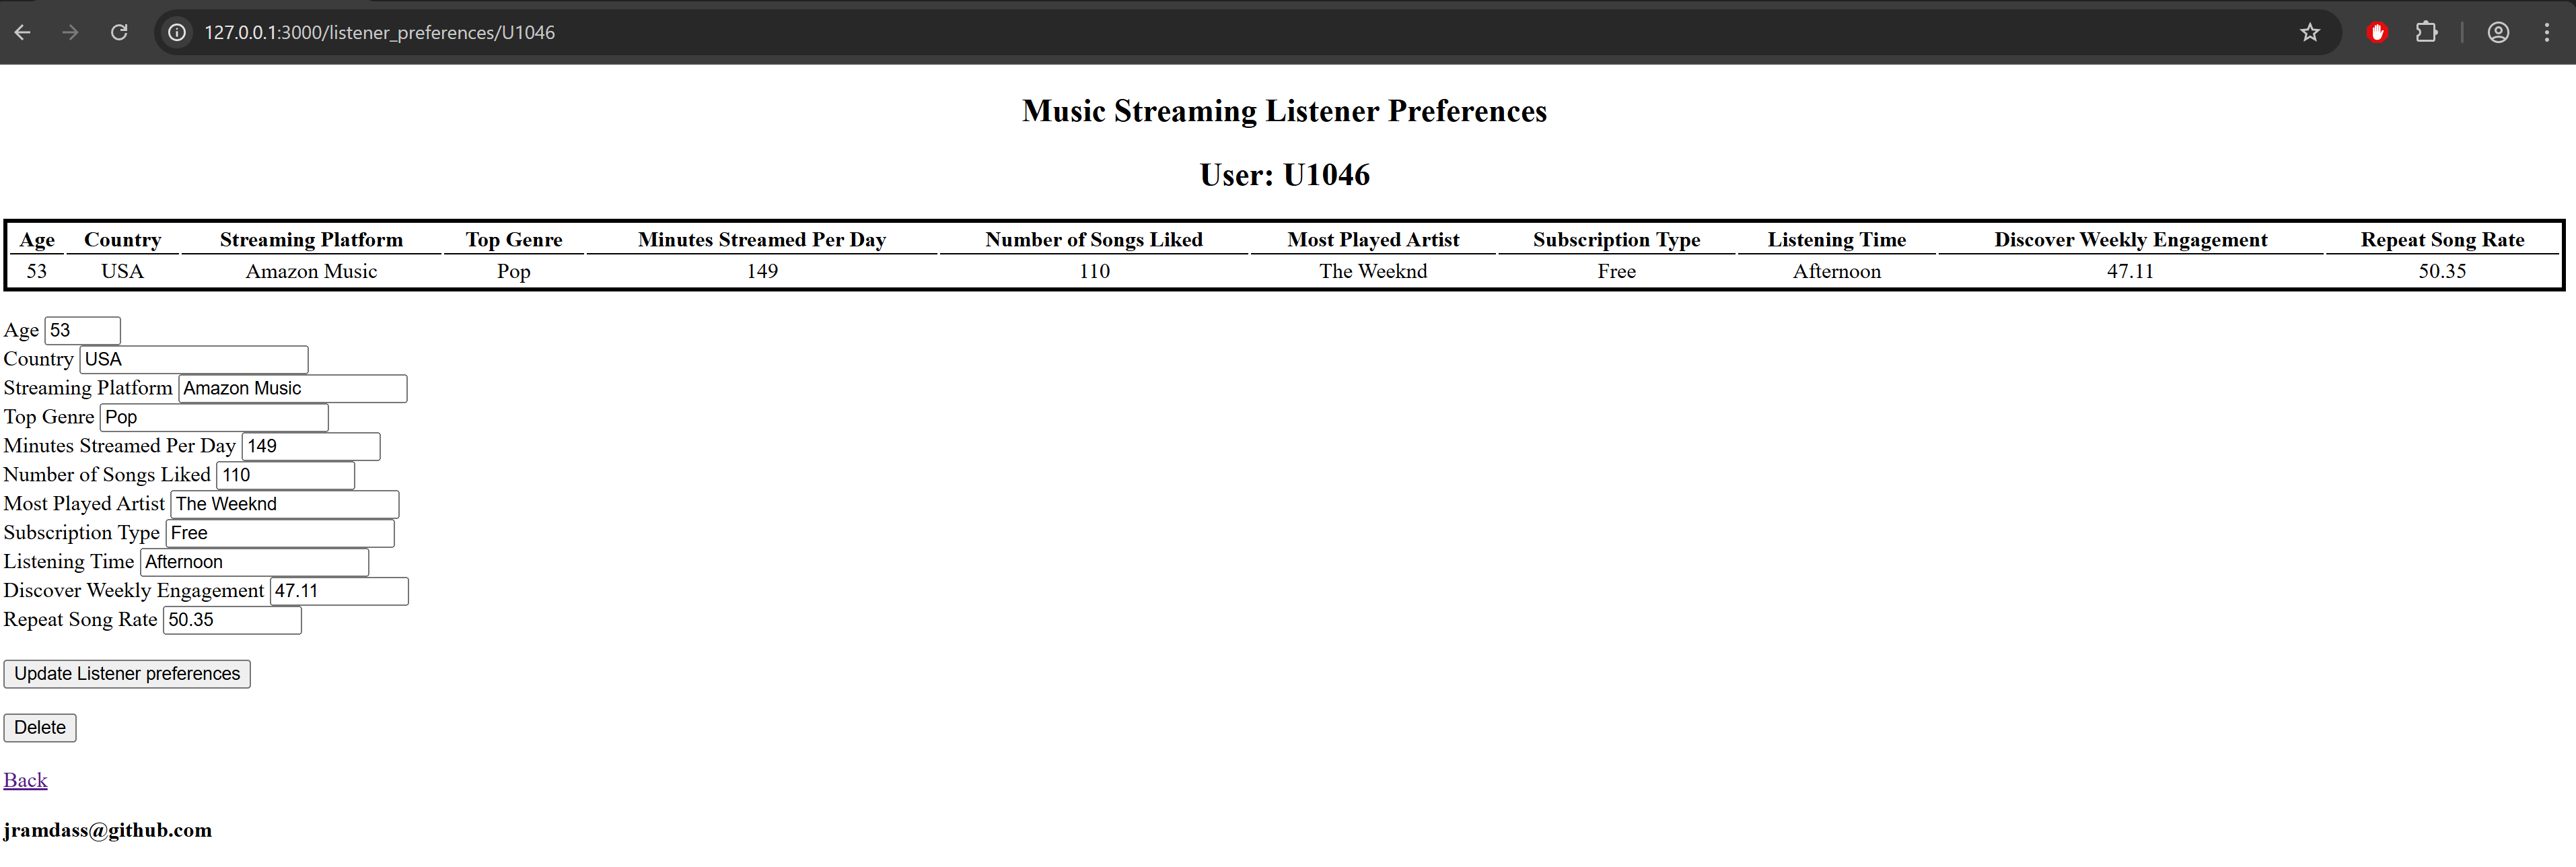 127.0.0.1:3000/listener_preferences/U1046
Music Streaming Listener Preferences
User: U1046
Age Country Streaming Platform Top Genre Minutes Streamed Per Day Number of Songs Liked Most Played Artist Subscription Type Listening Time Discover Weekly Engagement Repeat Song Rate
53 USA Amazon Music Pop 149 110 The Weeknd Free Afternoon 47.11 50.35
Age 53
Country USA
Streaming Platform Amazon Music
Top Genre Pop
Minutes Streamed Per Day 149
Number of Songs Liked 110
Most Played Artist The Weeknd
Subscription Type Free
Listening Time Afternoon
Discover Weekly Engagement 47.11
Repeat Song Rate 50.35
Update Listener preferences
Delete
Back
jramdass@github.com